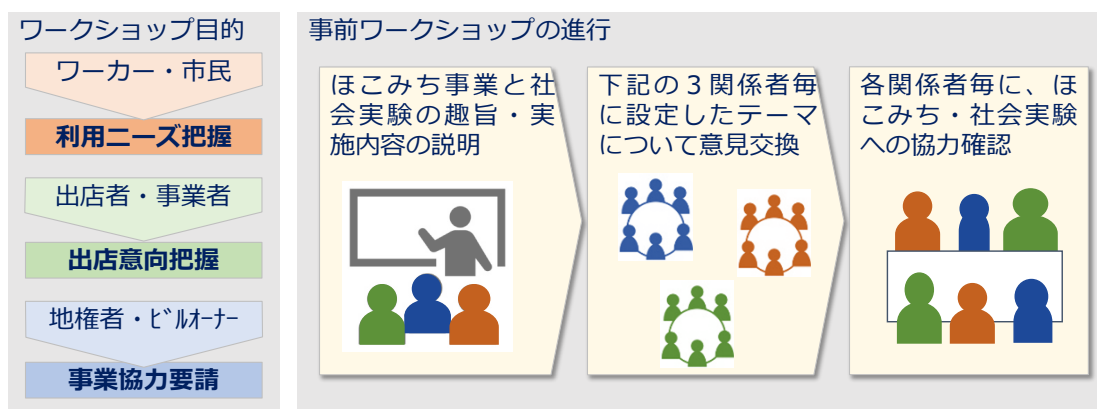 ワークショップ目的
ワーカー・市民
利用ニーズ把握
出店者・事業者
出店意向把握
地権者・ビルオーナー
事業協力要請
事前ワークショップの進行
ほこみち事業と社
会実験の趣旨・実
施内容の説明
下記の３関係者毎
に設定したテーマ
について意見交換
各関係者毎に、ほ
こみち・社会実験
への協力確認